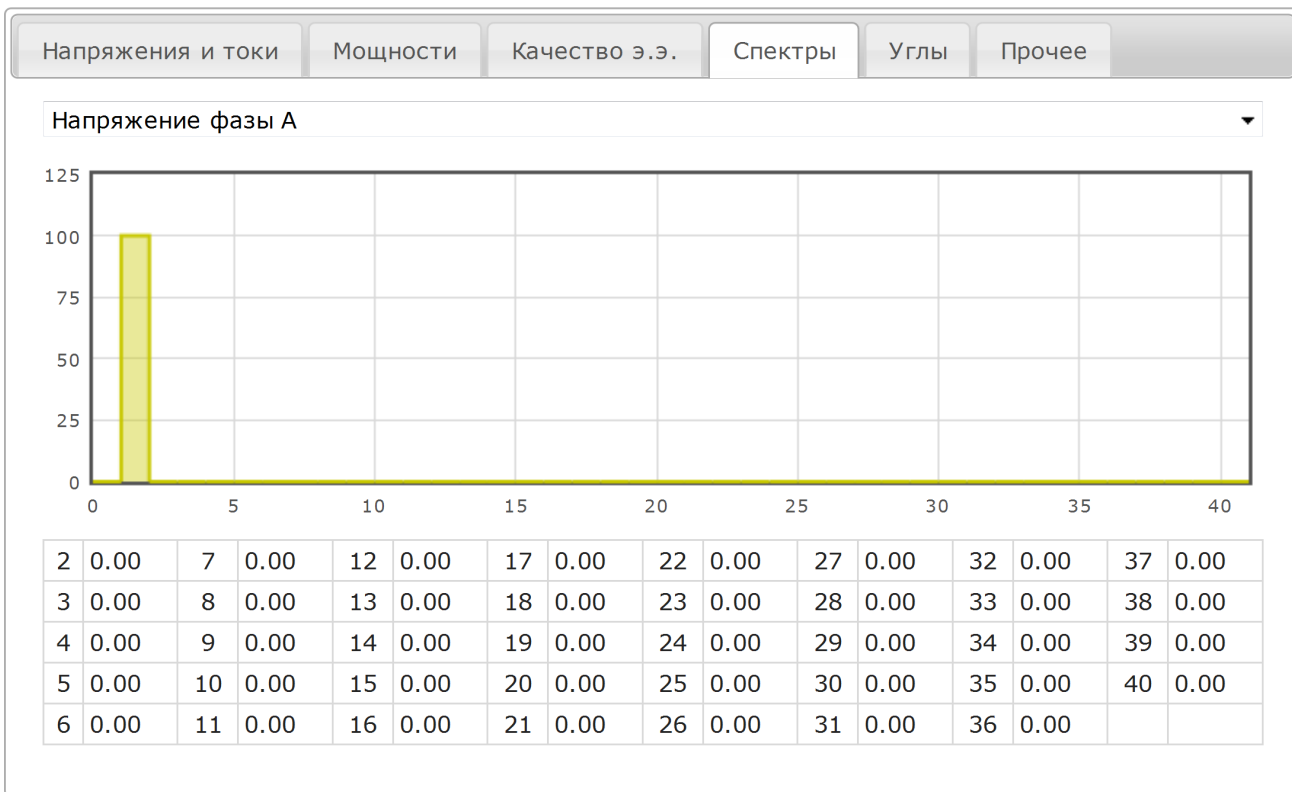 Напряжения и токи Мощности Качество э.э. Спектры Углы Прочее
Напряжение фазы А
125
100
75
50
25
0
0 5 10 15 20 25 30 35 40
2 0.00 7 0.00 12 0.00 17 0.00 22 0.00 27 0.00 32 0.00 37 0.00
3 0.00 8 0.00 13 0.00 18 0.00 23 0.00 28 0.00 33 0.00 38 0.00
4 0.00 9 0.00 14 0.00 19 0.00 24 0.00 29 0.00 34 0.00 39 0.00
5 0.00 10 0.00 15 0.00 20 0.00 25 0.00 30 0.00 35 0.00 40 0.00
6 0.00 11 0.00 16 0.00 21 0.00 26 0.00 31 0.00 36 0.00